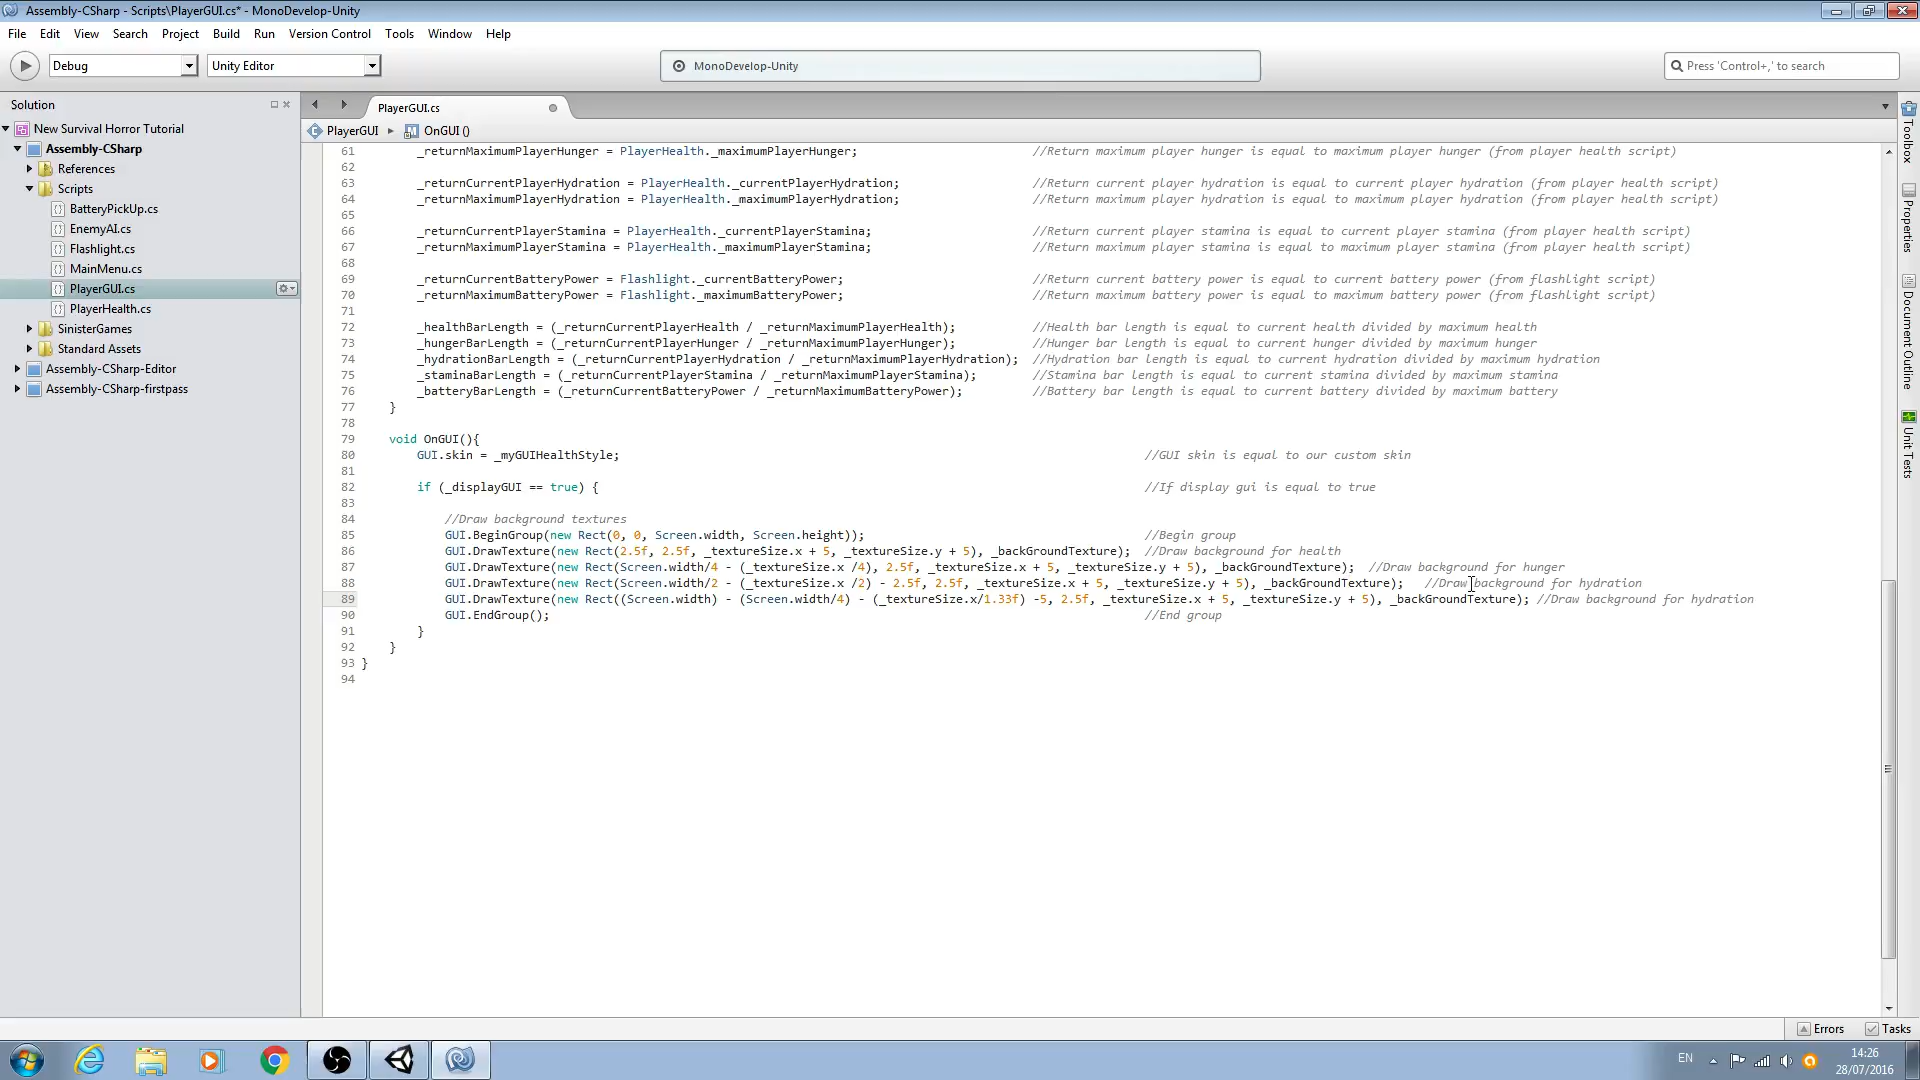 Assembly-CSharp - Scripts\PlayerGUI.cs* - MonoDevelop-Unity
File Edit View Search Project Build Run Version Control Tools Window Help
Debug Unity Editor MonoDevelop-Unity Press 'Control+,' to search
Solution
New Survival Horror Tutorial
Assembly-CSharp
References
Scripts
BatteryPickUp.cs
EnemyAI.cs
Flashlight.cs
MainMenu.cs
PlayerGUI.cs
PlayerHealth.cs
SinisterGames
Standard Assets
Assembly-CSharp-Editor
Assembly-CSharp-firstpass
PlayerGUI.cs
PlayerGUI OnGUI ()
61 _returnMaximumPlayerHunger = PlayerHealth._maximumPlayerHunger; //Return maximum player hunger is equal to maximum player hunger (from player health script)
62
63 _returnCurrentPlayerHydration = PlayerHealth._currentPlayerHydration; //Return current player hydration is equal to current player hydration (from player health script)
64 _returnMaximumPlayerHydration = PlayerHealth._maximumPlayerHydration; //Return maximum player hydration is equal to maximum player hydration (from player health script)
65
66 _returnCurrentPlayerStamina = PlayerHealth._currentPlayerStamina; //Return current player stamina is equal to current player stamina (from player health script)
67 _returnMaximumPlayerStamina = PlayerHealth._maximumPlayerStamina; //Return maximum player stamina is equal to maximum player stamina (from player health script)
68
69 _returnCurrentBatteryPower = Flashlight._currentBatteryPower; //Return current battery power is equal to current battery power (from flashlight script)
70 _returnMaximumBatteryPower = Flashlight._maximumBatteryPower; //Return maximum battery power is equal to maximum battery power (from flashlight script)
71
72 _healthBarLength = (_returnCurrentPlayerHealth / _returnMaximumPlayerHealth); //Health bar length is equal to current health divided by maximum health
73 _hungerBarLength = (_returnCurrentPlayerHunger / _returnMaximumPlayerHunger); //Hunger bar length is equal to current hunger divided by maximum hunger
74 _hydrationBarLength = (_returnCurrentPlayerHydration / _returnMaximumPlayerHydration); //Hydration bar length is equal to current hydration divided by maximum hydration
75 _staminaBarLength = (_returnCurrentPlayerStamina / _returnMaximumPlayerStamina); //Stamina bar length is equal to current stamina divided by maximum stamina
76 _batteryBarLength = (_returnCurrentBatteryPower / _returnMaximumBatteryPower); //Battery bar length is equal to current battery divided by maximum battery
77 }
78
79 void OnGUI(){
80 GUI.skin = _myGUIHealthStyle; //GUI skin is equal to our custom skin
81
82 if (_displayGUI == true) { //If display gui is equal to true
83
84 //Draw background textures
85 GUI.BeginGroup(new Rect(0, 0, Screen.width, Screen.height)); //Begin group
86 GUI.DrawTexture(new Rect(2.5f, 2.5f, _textureSize.x + 5, _textureSize.y + 5), _backGroundTexture); //Draw background for health
87 GUI.DrawTexture(new Rect(Screen.width/4 - (_textureSize.x /4), 2.5f, _textureSize.x + 5, _textureSize.y + 5), _backGroundTexture); //Draw background for hunger
88 GUI.DrawTexture(new Rect(Screen.width/2 - (_textureSize.x /2) - 2.5f, 2.5f, _textureSize.x + 5, _textureSize.y + 5), _backGroundTexture); //Draw background for hydration
89 GUI.DrawTexture(new Rect((Screen.width) - (Screen.width/4) - (_textureSize.x/1.33f) -5, 2.5f, _textureSize.x + 5, _textureSize.y + 5), _backGroundTexture); //Draw background for hydration
90 GUI.EndGroup(); //End group
91 }
92 }
93 }
94
Toolbox
Properties
Document Outline
Unit Tests
Errors Tasks
EN
14:26
28/07/2016